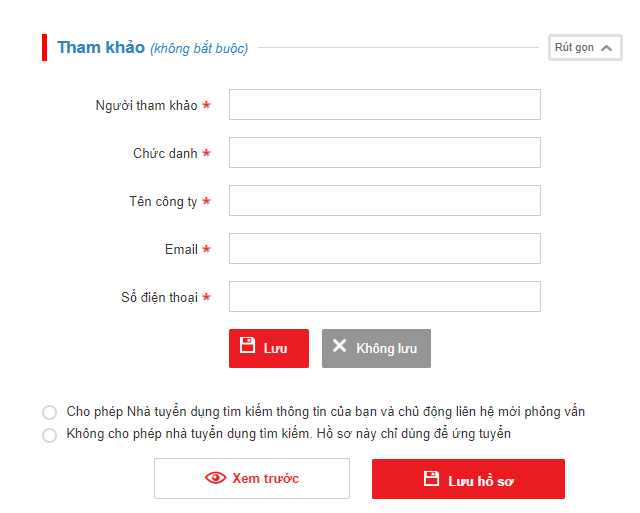 Tham khảo (không bắt buộc)
Rút gọn
Người tham khảo *
Chức danh *
Tên công ty *
Email *
Số điện thoại *
Lưu
Không lưu
Cho phép Nhà tuyển dụng tìm kiếm thông tin của bạn và chủ động liên hệ mời phỏng vấn
Không cho phép nhà tuyển dụng tìm kiếm. Hồ sơ này chỉ dùng để ứng tuyển
Xem trước
Lưu hồ sơ